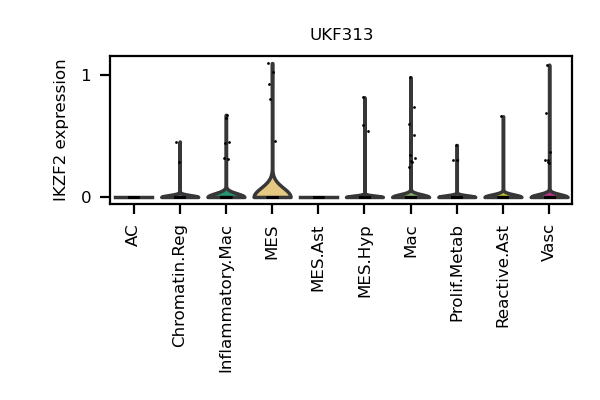 UKF313
IKZF2 expression
1
0
AC
Chromatin.Reg
Inflammatory.Mac
MES
MES.Ast
MES.Hyp
Mac
Prolif.Metab
Reactive.Ast
Vasc